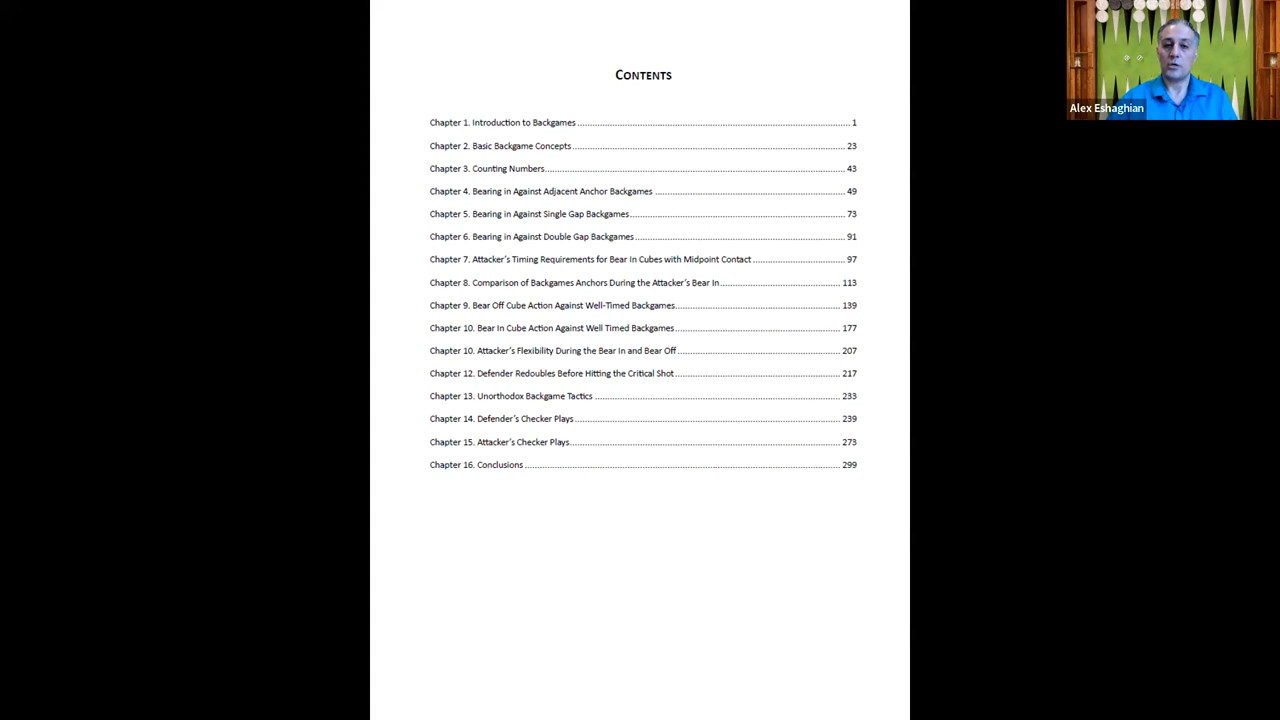 CONTENTS
Chapter 1. Introduction to Backgames 1
Chapter 2. Basic Backgame Concepts 23
Chapter 3. Counting Numbers 43
Chapter 4. Bearing in Against Adjacent Anchor Backgames 49
Chapter 5. Bearing in Against Single Gap Backgames 73
Chapter 6. Bearing in Against Double Gap Backgames 91
Chapter 7. Attacker's Timing Requirements for Bear In Cubes with Midpoint Contact 97
Chapter 8. Comparison of Backgames Anchors During the Attacker's Bear In 113
Chapter 9. Bear Off Cube Action Against Well-Timed Backgames 139
Chapter 10. Bear In Cube Action Against Well Timed Backgames 177
Chapter 10. Attacker's Flexibility During the Bear In and Bear Off 207
Chapter 12. Defender Redoubles Before Hitting the Critical Shot 217
Chapter 13. Unorthodox Backgame Tactics 233
Chapter 14. Defender's Checker Plays 239
Chapter 15. Attacker's Checker Plays 273
Chapter 16. Conclusions 299
Alex Eshaghian